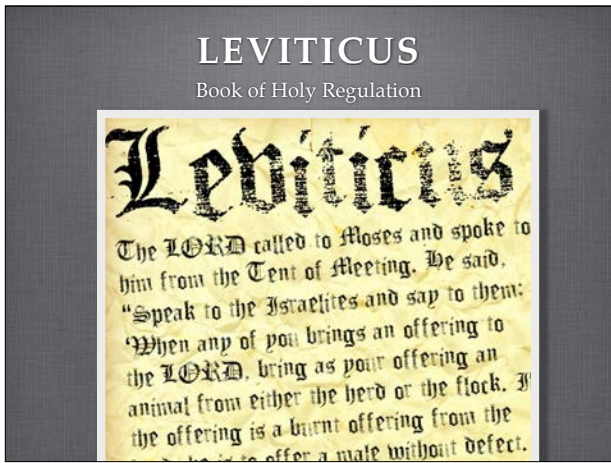 LEVITICUS
Book of Holy Regulation
Leviticus
The LORD called to Moses and spoke to
him from the Tent of Meeting. He said,
“Speak to the Israelites and say to them:
‘When any of you brings an offering to
the LORD, bring as your offering an
animal from either the herd or the flock.
the offering is a burnt offering from the
he is to offer a male without defect.